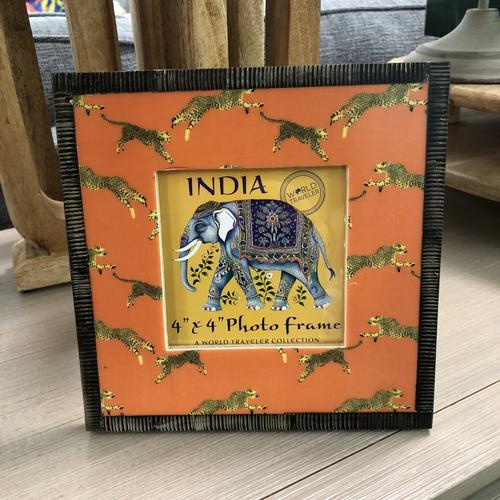 INDIA
WORLD
TRAVELER
4" & 4" Photo frame
A WORLD TRAVELER COLLECTION